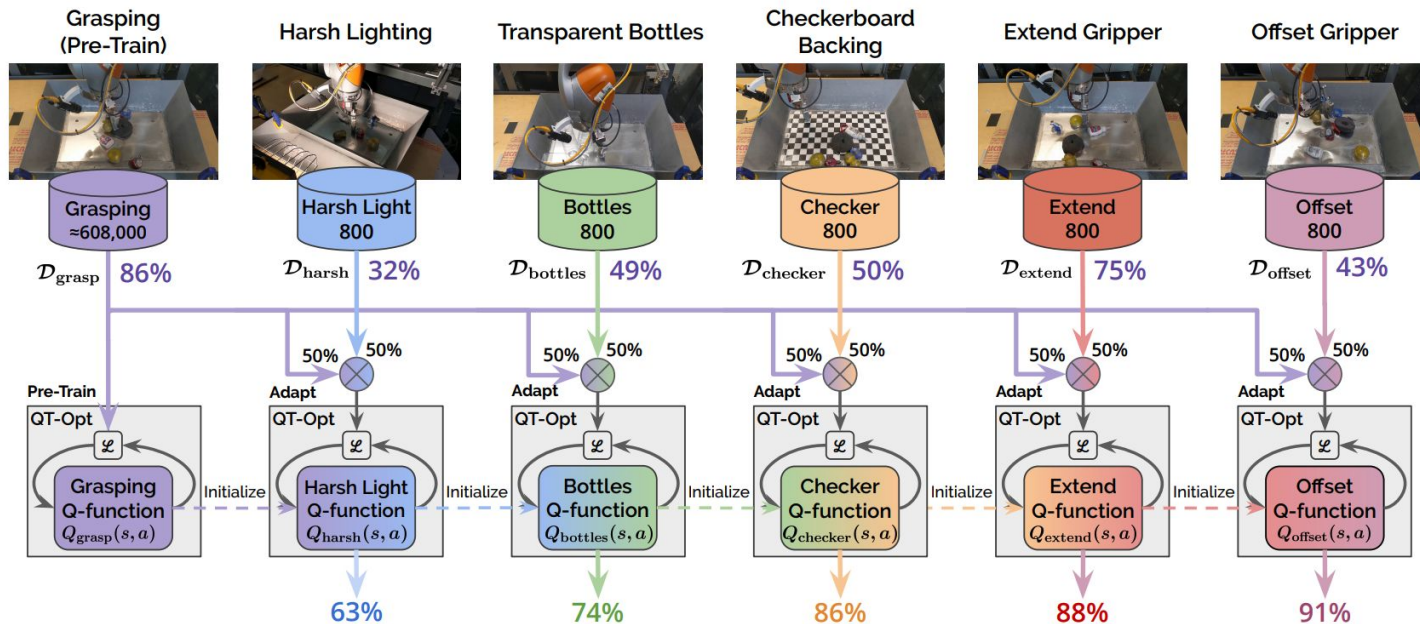 Grasping
(Pre-Train)
Harsh Lighting
Transparent Bottles
Checkerboard
Backing
Extend Gripper
Offset Gripper
Grasping
≈608,000
Harsh Light
800
Bottles
800
Checker
800
Extend
800
Offset
800
𝒟grasp 86%
𝒟harsh 32%
𝒟bottles 49%
𝒟checker 50%
𝒟extend 75%
𝒟offset 43%
50% 50%
50% 50%
50% 50%
50% 50%
50% 50%
Pre-Train
Adapt
Adapt
Adapt
Adapt
Adapt
QT-Opt
QT-Opt
QT-Opt
QT-Opt
QT-Opt
QT-Opt
ℒ
ℒ
ℒ
ℒ
ℒ
ℒ
Grasping
Q-function
Qgrasp(s, a)
Initialize
Harsh Light
Q-function
Qharsh(s, a)
Initialize
Bottles
Q-function
Qbottles(s, a)
Initialize
Checker
Q-function
Qchecker(s, a)
Initialize
Extend
Q-function
Qextend(s, a)
Initialize
Offset
Q-function
Qoffset(s, a)
63%
74%
86%
88%
91%